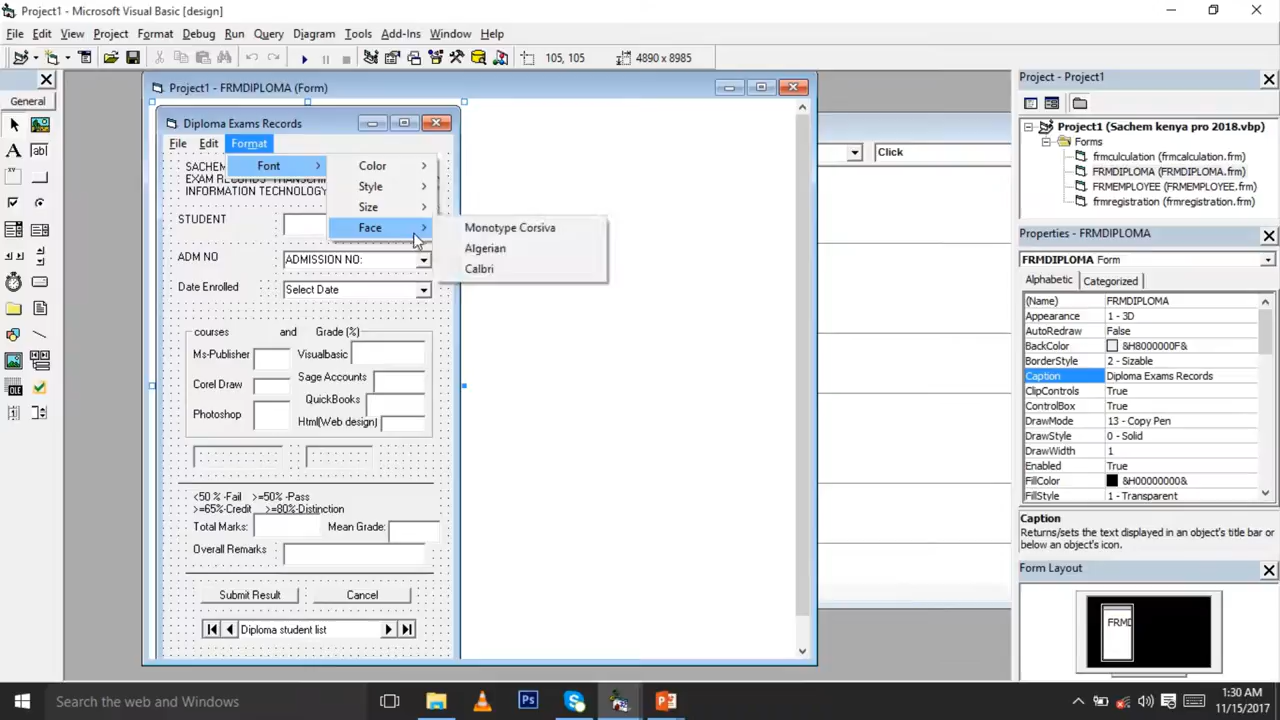 Project1 - Microsoft Visual Basic [design]
File Edit View Project Format Debug Run Query Diagram Tools Add-Ins Window Help
105, 105 4890 x 8985
General
Project1 - FRMDIPLOMA (Form)
Diploma Exams Records
File Edit Format
Font
Color
Style
Size
Face
Monotype Corsiva
Algerian
Calbri
SACHEM
EXAM RECORDS TRANSCRI
INFORMATION TECHNOLOGY
STUDENT
ADM NO ADMISSION NO:
Date Enrolled Select Date
courses and Grade (%)
Ms-Publisher Visualbasic
Corel Draw Sage Accounts
QuickBooks
Photoshop Html(Web design)
<50 % -Fail >=50% -Pass
>=65%-Credit >=80%-Distinction
Total Marks: Mean Grade:
Overall Remarks
Submit Result Cancel
Diploma student list
Click
Project - Project1
Project1 (Sachem kenya pro 2018.vbp)
Forms
frmculculation (frmcalculation.frm)
FRMDIPLOMA (FRMDIPLOMA.frm)
FRMEMPLOYEE (FRMEMPLOYEE.frm)
frmregistration (frmregistration.frm)
Properties - FRMDIPLOMA
FRMDIPLOMA Form
Alphabetic Categorized
(Name) FRMDIPLOMA
Appearance 1 - 3D
AutoRedraw False
BackColor &H8000000F&
BorderStyle 2 - Sizable
Caption Diploma Exams Records
ClipControls True
ControlBox True
DrawMode 13 - Copy Pen
DrawStyle 0 - Solid
DrawWidth 1
Enabled True
FillColor &H00000000&
FillStyle 1 - Transparent
Caption
Returns/sets the text displayed in an object's title bar or
below an object's icon.
Form Layout
FRMD
Search the web and Windows
Ps
1:30 AM
11/15/2017